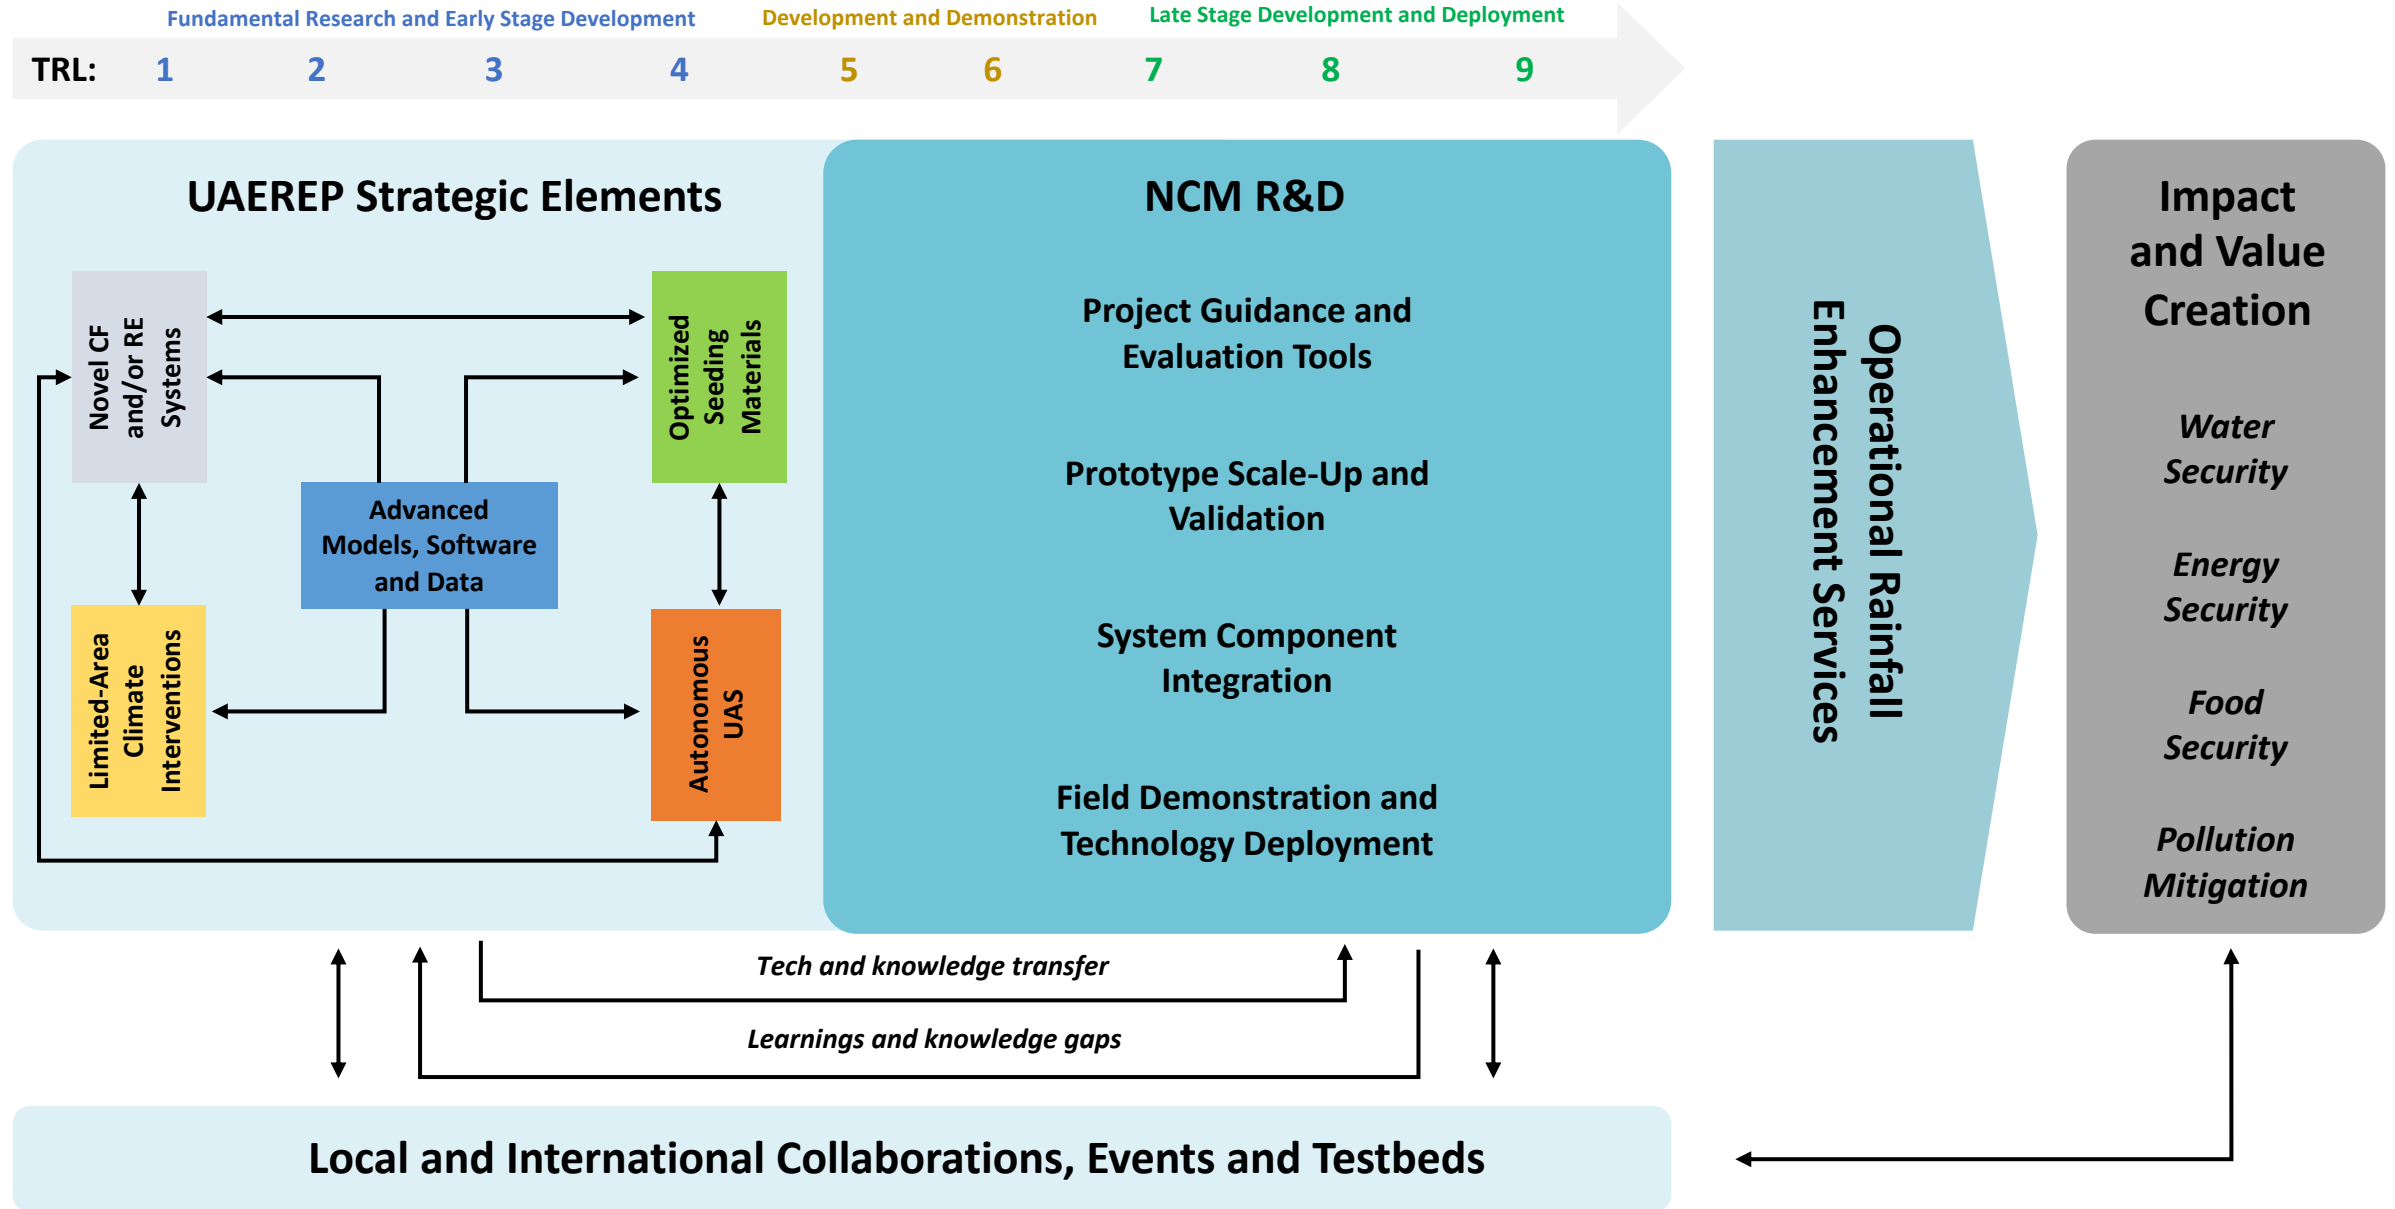 Fundamental Research and Early Stage Development
Development and Demonstration
Late Stage Development and Deployment
TRL: 1 2 3 4 5 6 7 8 9
UAEREP Strategic Elements
Novel CF
and/or RE
Systems
Optimized
Seeding
Materials
Advanced
Models, Software
and Data
Limited-Area
Climate
Interventions
Autonomous
UAS
NCM R&D
Project Guidance and
Evaluation Tools
Prototype Scale-Up and
Validation
System Component
Integration
Field Demonstration and
Technology Deployment
Operational Rainfall
Enhancement Services
Impact
and Value
Creation
Water
Security
Energy
Security
Food
Security
Pollution
Mitigation
Tech and knowledge transfer
Learnings and knowledge gaps
Local and International Collaborations, Events and Testbeds